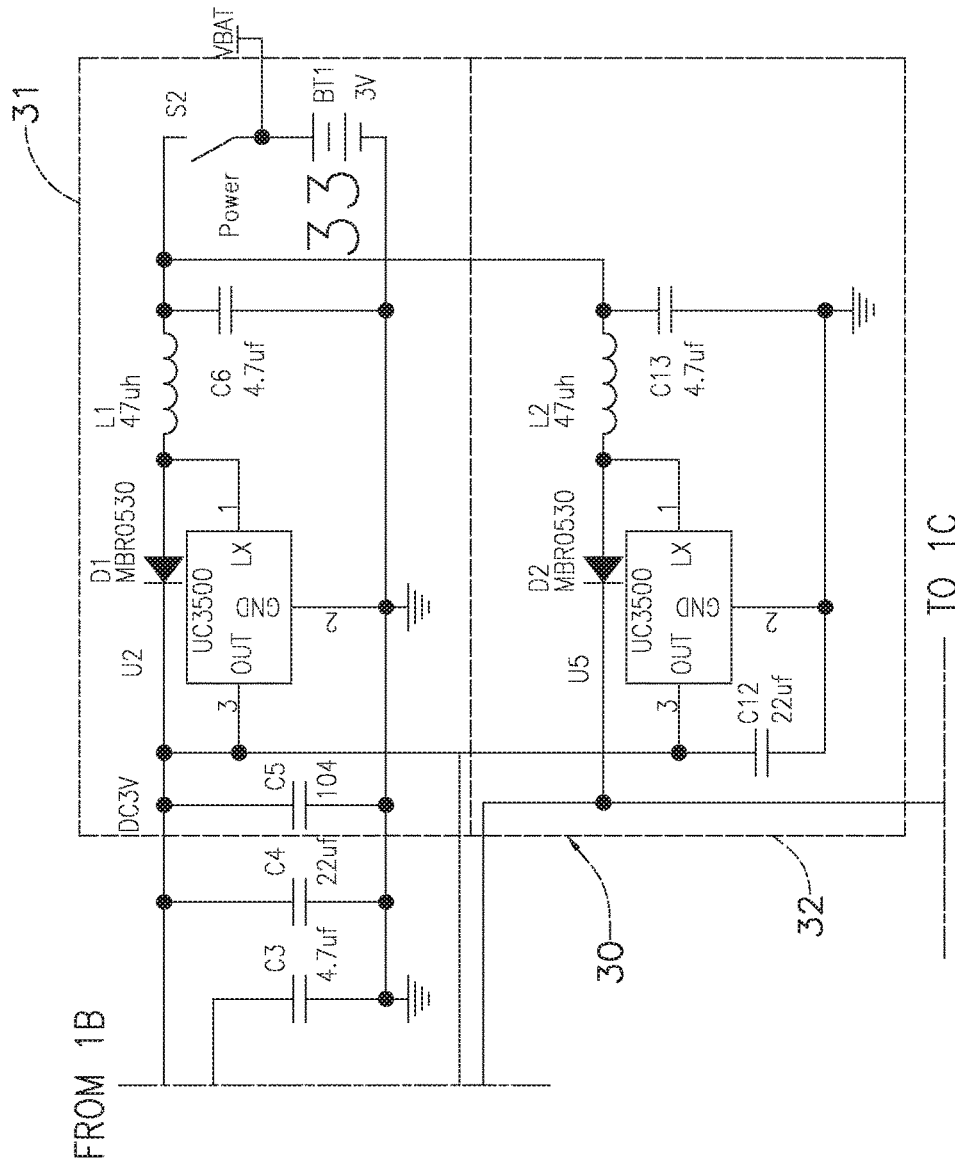 31
S2
VBAT
Power
BT1
3V
33
L1
47uh
C6
4.7uf
D1
MBR0530
U2
UC3500
LX
1
GND
2
OUT
3
DC3V
C5
104
C4
22uf
C3
4.7uf
FROM 1B
L2
47uh
C13
4.7uf
D2
MBR0530
U5
UC3500
LX
1
GND
2
OUT
3
C12
22uf
30
32
TO 1C